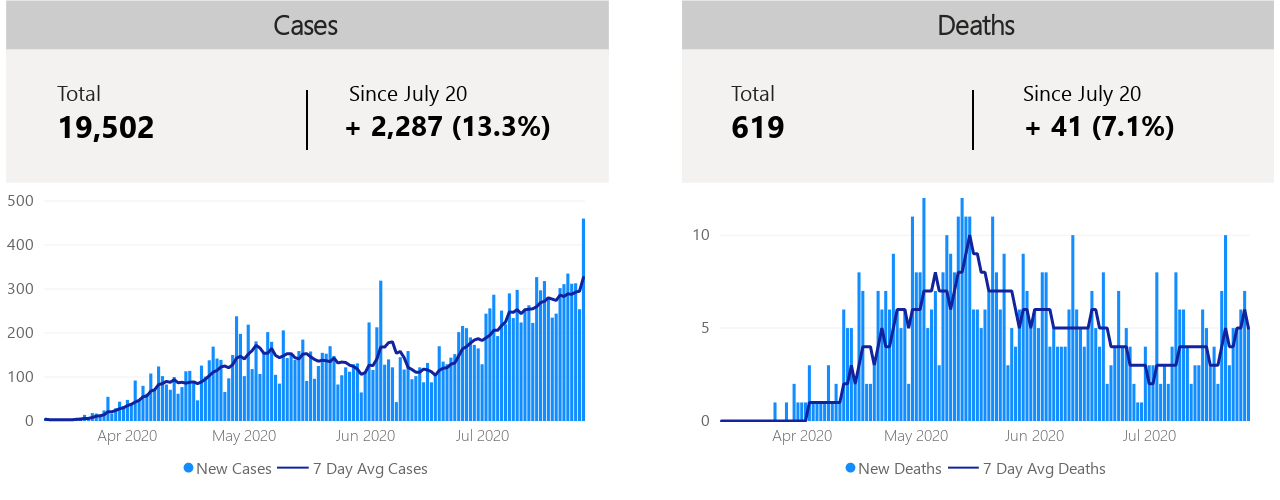 Cases
Total
19,502
Since July 20
+ 2,287 (13.3%)
500
400
300
200
100
0
Apr 2020 May 2020 Jun 2020 Jul 2020
New Cases 7 Day Avg Cases
Deaths
Total
619
Since July 20
+ 41 (7.1%)
10
5
0
Apr 2020 May 2020 Jun 2020 Jul 2020
New Deaths 7 Day Avg Deaths